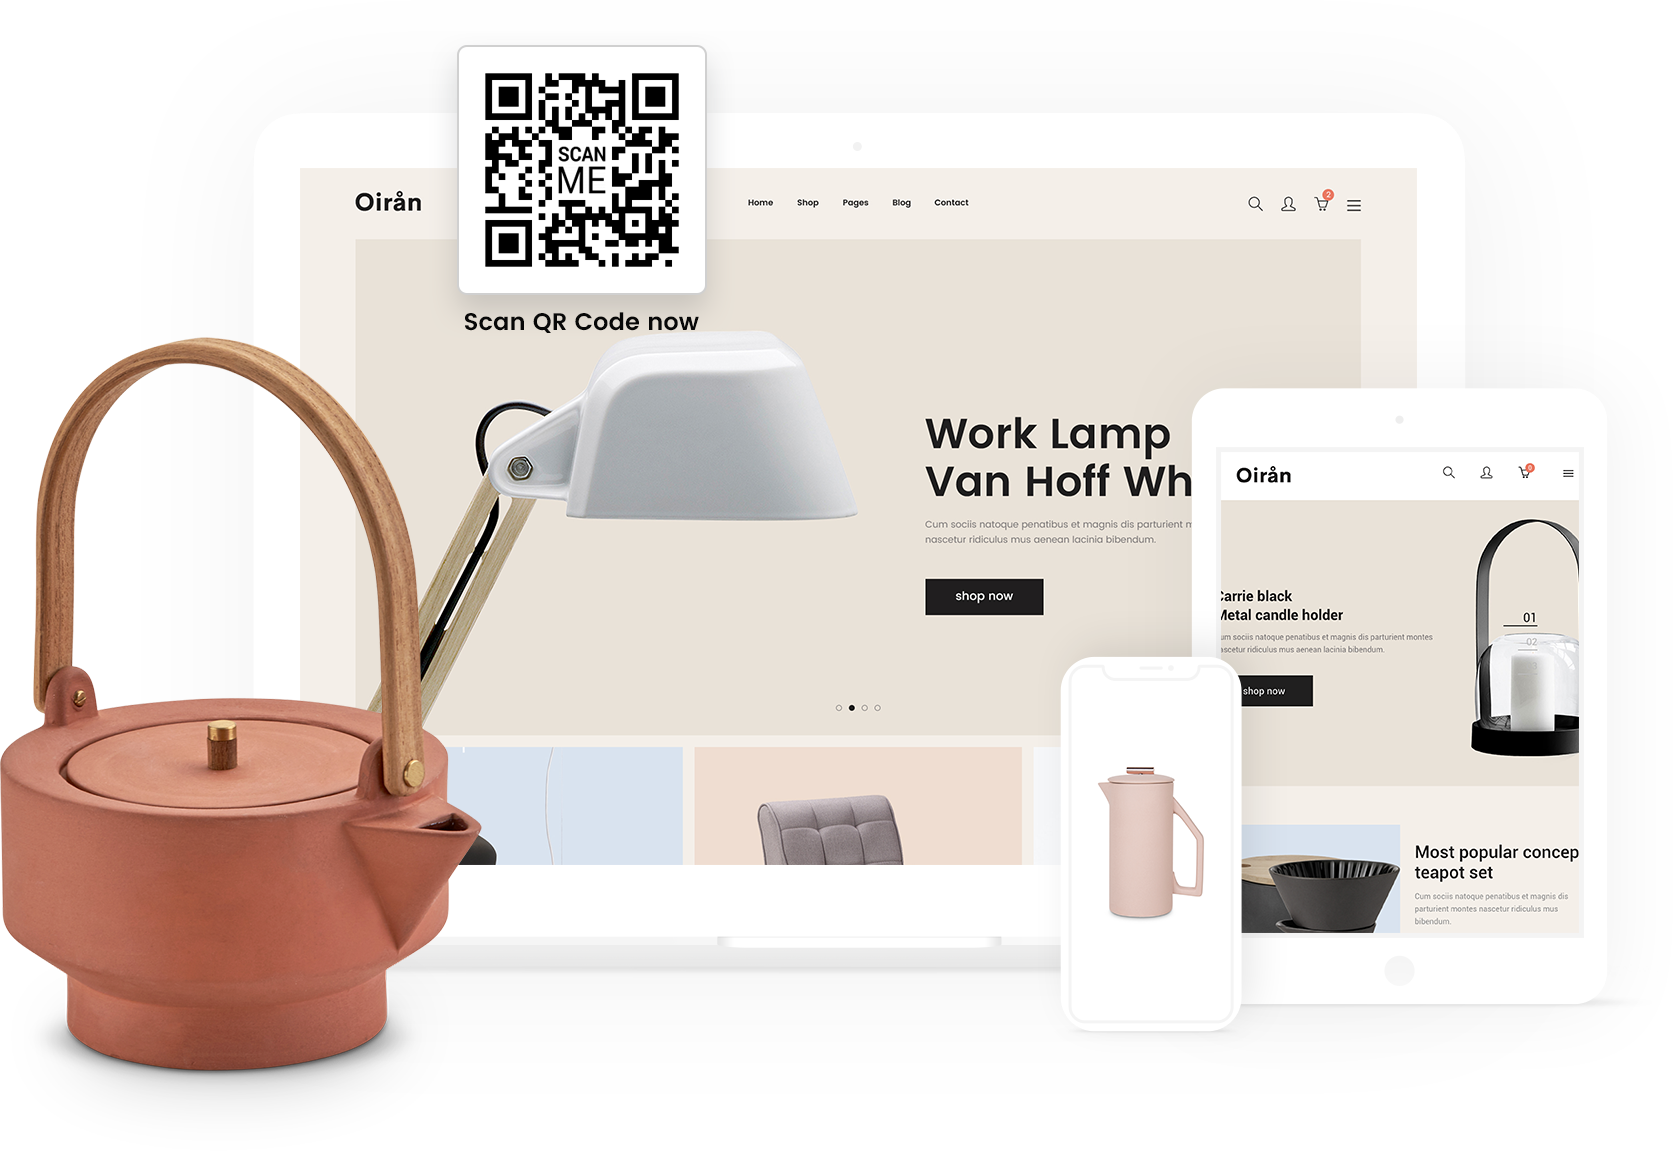 SCAN
ME
Scan QR Code now
Oirån
Home Shop Pages Blog Contact
2
Work Lamp
Van Hoff Wh
Cum sociis natoque penatibus et magnis dis parturient m
nascetur ridiculus mus aenean lacinia bibendum.
shop now
Oirån
0
Carrie black
Metal candle holder
um sociis natoque penatibus et magnis dis parturient montes
ascetur ridiculus mus aenean lacinia bibendum.
shop now
01
02
3
Most popular concep
teapot set
Cum sociis natoque penatibus et magnis dis
parturient montes nascetur ridiculus mus
bibendum.